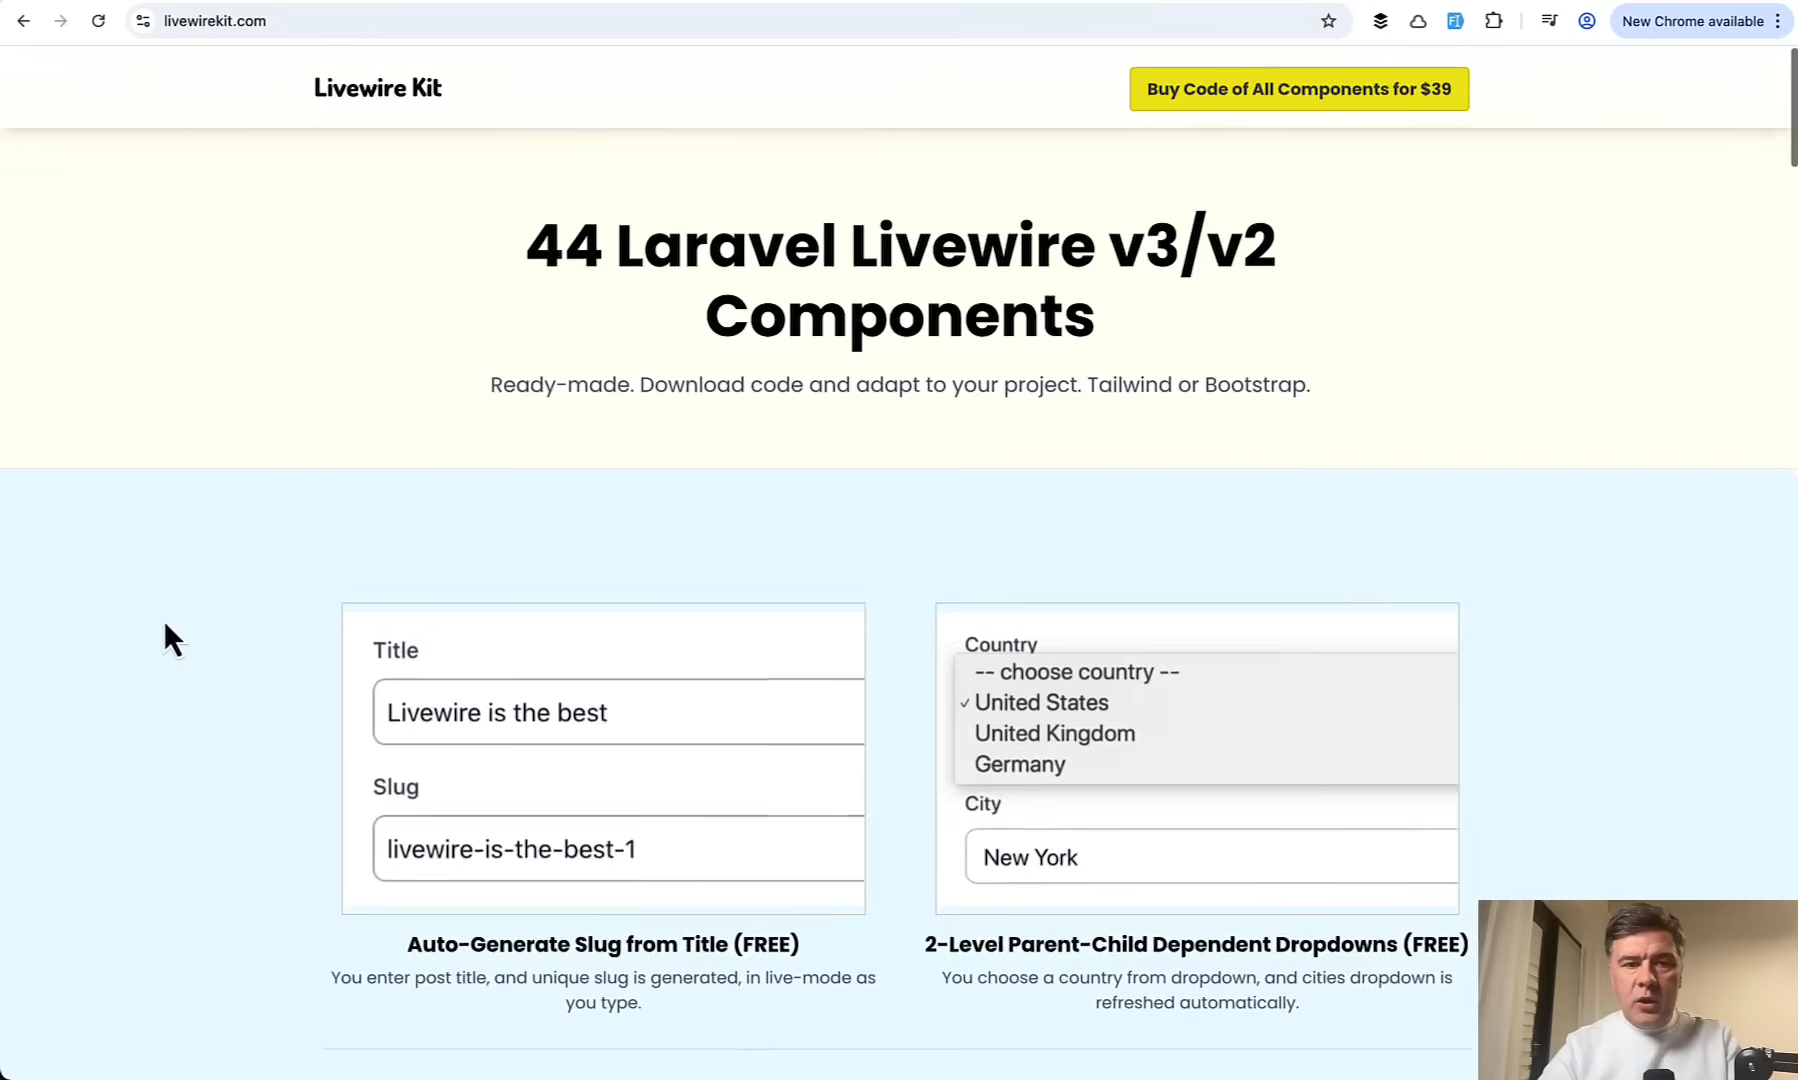 livewirekit.com
New Chrome available
Livewire Kit
Buy Code of All Components for $39
44 Laravel Livewire v3/v2
Components
Ready-made. Download code and adapt to your project. Tailwind or Bootstrap.
Title
Livewire is the best
Slug
livewire-is-the-best-1
Auto-Generate Slug from Title (FREE)
You enter post title, and unique slug is generated, in live-mode as
you type.
Country
-- choose country --
✓ United States
United Kingdom
Germany
City
New York
2-Level Parent-Child Dependent Dropdowns (FREE)
You choose a country from dropdown, and cities dropdown is
refreshed automatically.